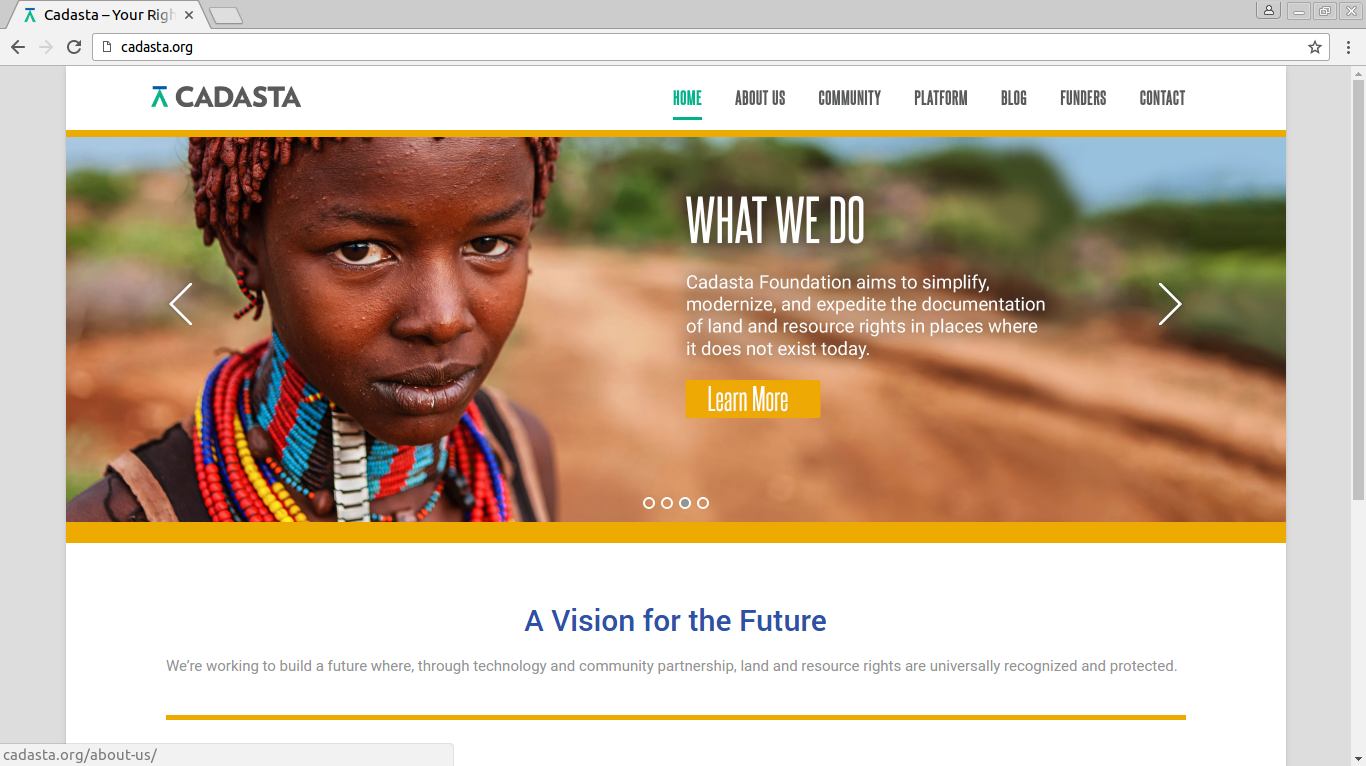 Cadasta – Your Righ
cadasta.org
CADASTA
HOME ABOUT US COMMUNITY PLATFORM BLOG FUNDERS CONTACT
WHAT WE DO
Cadasta Foundation aims to simplify,
modernize, and expedite the documentation
of land and resource rights in places where
it does not exist today.
Learn More
A Vision for the Future
We’re working to build a future where, through technology and community partnership, land and resource rights are universally recognized and protected.
cadasta.org/about-us/